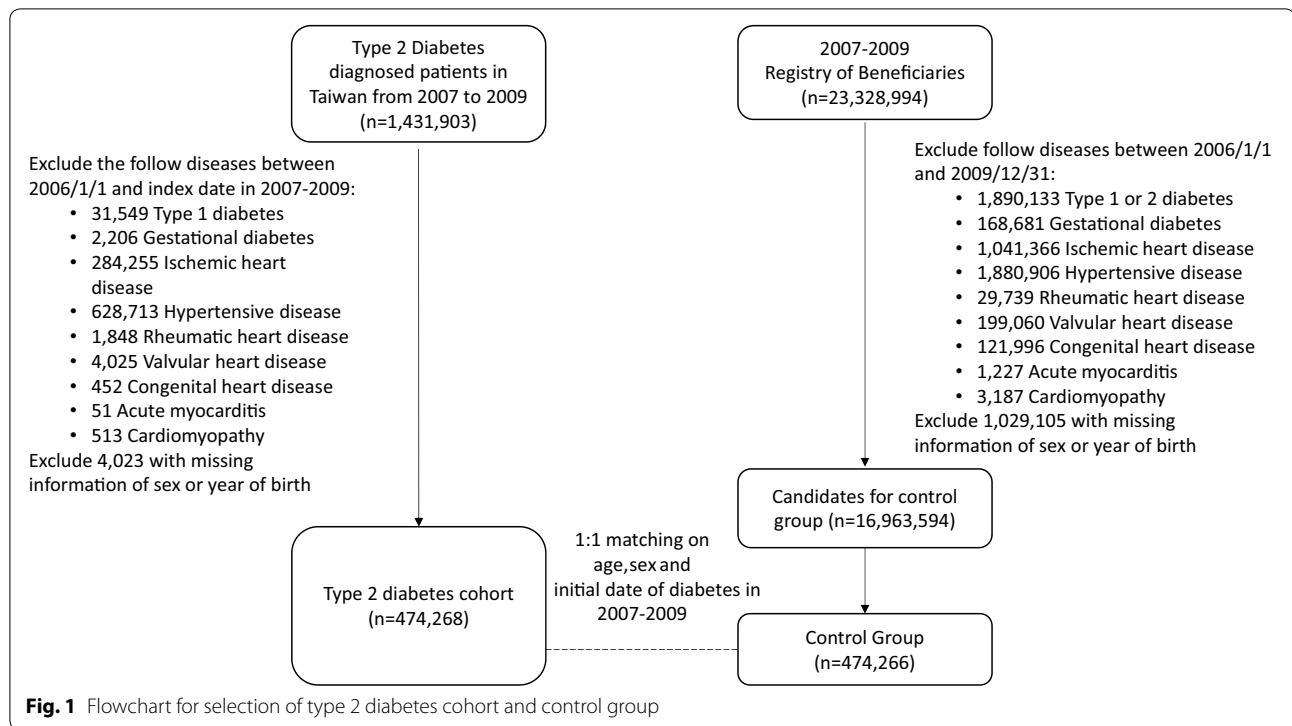 Type 2 Diabetes
diagnosed patients in
Taiwan from 2007 to 2009
(n=1,431,903)
Exclude the follow diseases between
2006/1/1 and index date in 2007-2009:
• 31,549 Type 1 diabetes
• 2,206 Gestational diabetes
• 284,255 Ischemic heart
disease
• 628,713 Hypertensive disease
• 1,848 Rheumatic heart disease
• 4,025 Valvular heart disease
• 452 Congenital heart disease
• 51 Acute myocarditis
• 513 Cardiomyopathy
Exclude 4,023 with missing
information of sex or year of birth
Type 2 diabetes cohort
(n=474,268)
1:1 matching on
age,sex and
initial date of diabetes in
2007-2009
2007-2009
Registry of Beneficiaries
(n=23,328,994)
Exclude follow diseases between 2006/1/1
and 2009/12/31:
• 1,890,133 Type 1 or 2 diabetes
• 168,681 Gestational diabetes
• 1,041,366 Ischemic heart disease
• 1,880,906 Hypertensive disease
• 29,739 Rheumatic heart disease
• 199,060 Valvular heart disease
• 121,996 Congenital heart disease
• 1,227 Acute myocarditis
• 3,187 Cardiomyopathy
Exclude 1,029,105 with missing
information of sex or year of birth
Candidates for control
group (n=16,963,594)
Control Group
(n=474,266)
Fig. 1 Flowchart for selection of type 2 diabetes cohort and control group